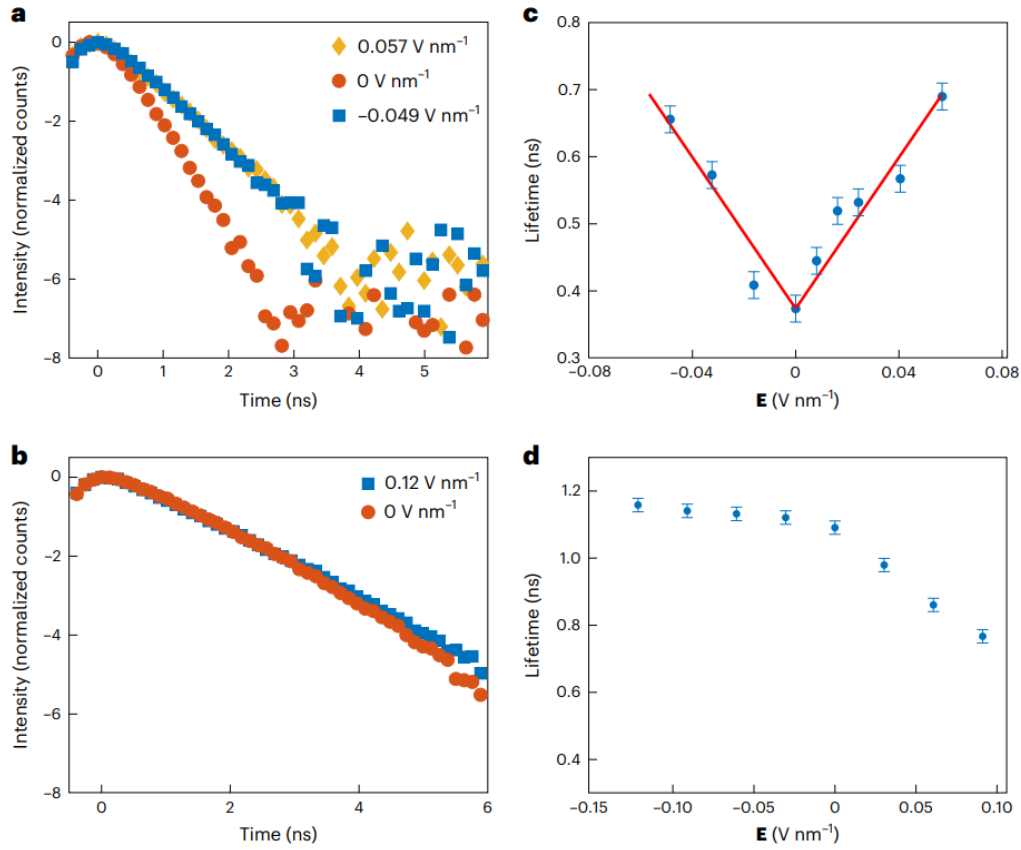 a
0.057 V nm⁻¹
0 V nm⁻¹
−0.049 V nm⁻¹
Intensity (normalized counts)
0
−2
−4
−6
−8
0
1
2
3
4
5
Time (ns)
c
Lifetime (ns)
0.8
0.7
0.6
0.5
0.4
0.3
−0.08
−0.04
0
0.04
0.08
E (V nm⁻¹)
b
0.12 V nm⁻¹
0 V nm⁻¹
Intensity (normalized counts)
0
−2
−4
−6
−8
0
2
4
6
Time (ns)
d
Lifetime (ns)
1.2
1.0
0.8
0.6
0.4
−0.15
−0.10
−0.05
0
0.05
0.10
E (V nm⁻¹)